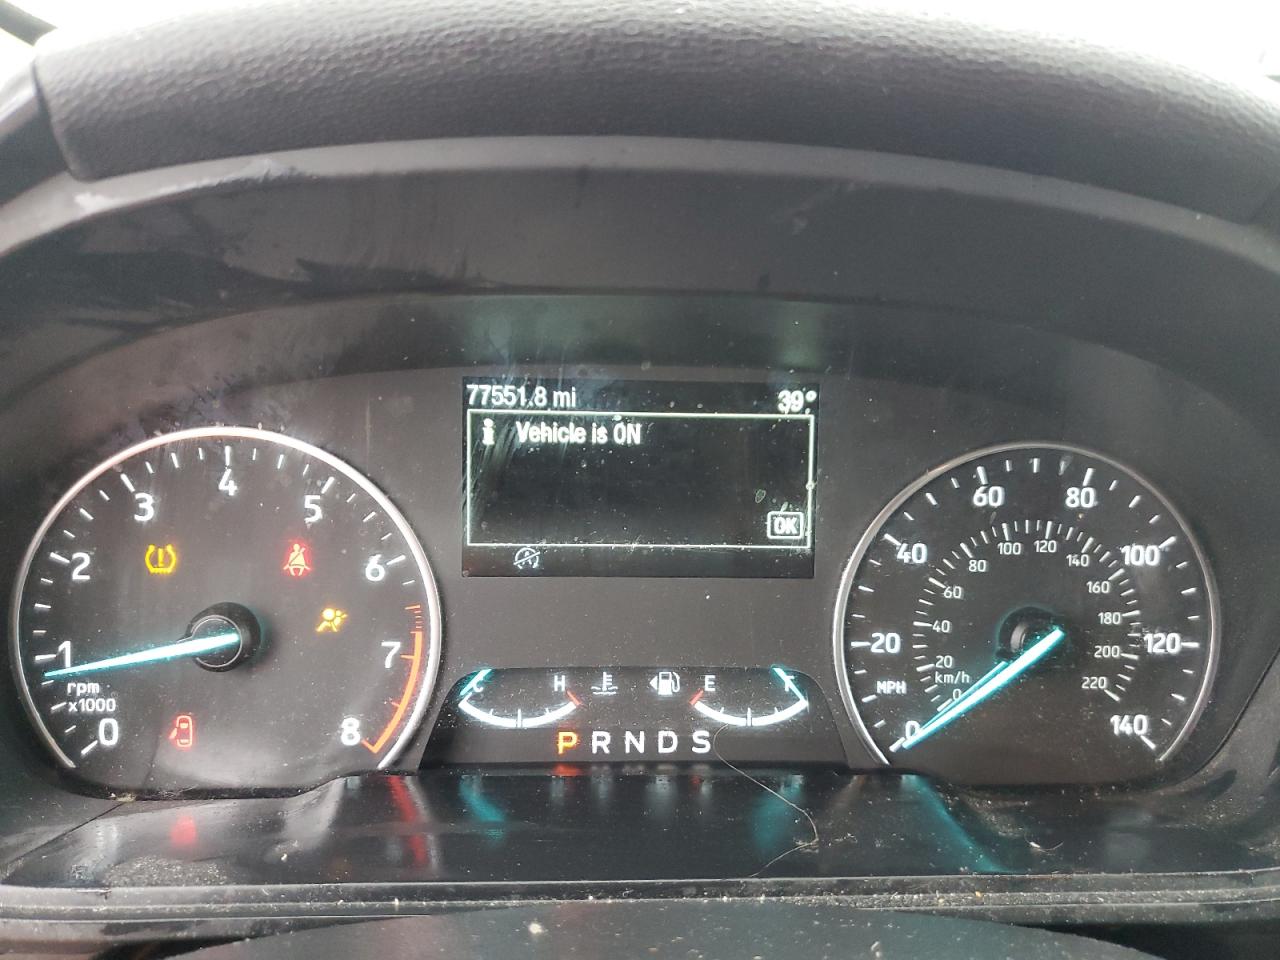 77551.8 mi 39°
i Vehicle is ON
OK
0 1 2 3 4 5 6 7 8
rpm
x1000
C H E F
P R N D S
0 20 40 60 80 100 120 140
MPH
0 20 40 60 80 100 120 140 160 180 200 220
km/h